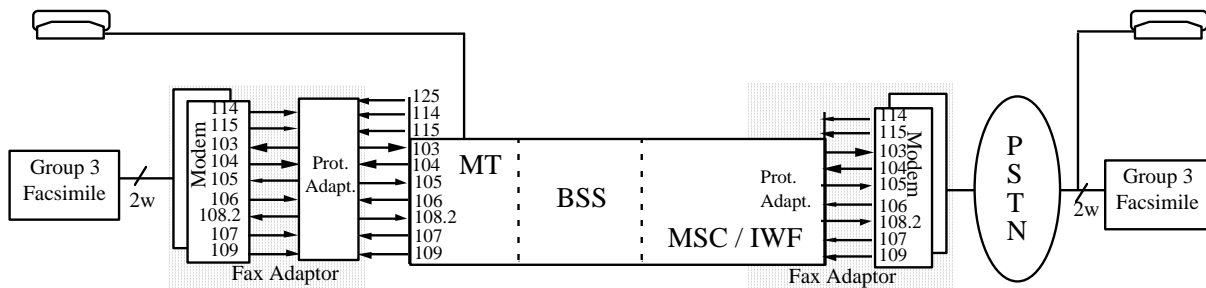 Group 3
Facsimile
2w
Modem
114
115
103
104
105
106
108.2
107
109
Prot.
Adapt.
Fax Adaptor
125
114
115
103
104
105
106
108.2
107
109
MT
BSS
MSC / IWF
Prot.
Adapt.
Fax Adaptor
114
115
103
104
105
106
108.2
107
109
Modem
PSTN
2w
Group 3
Facsimile